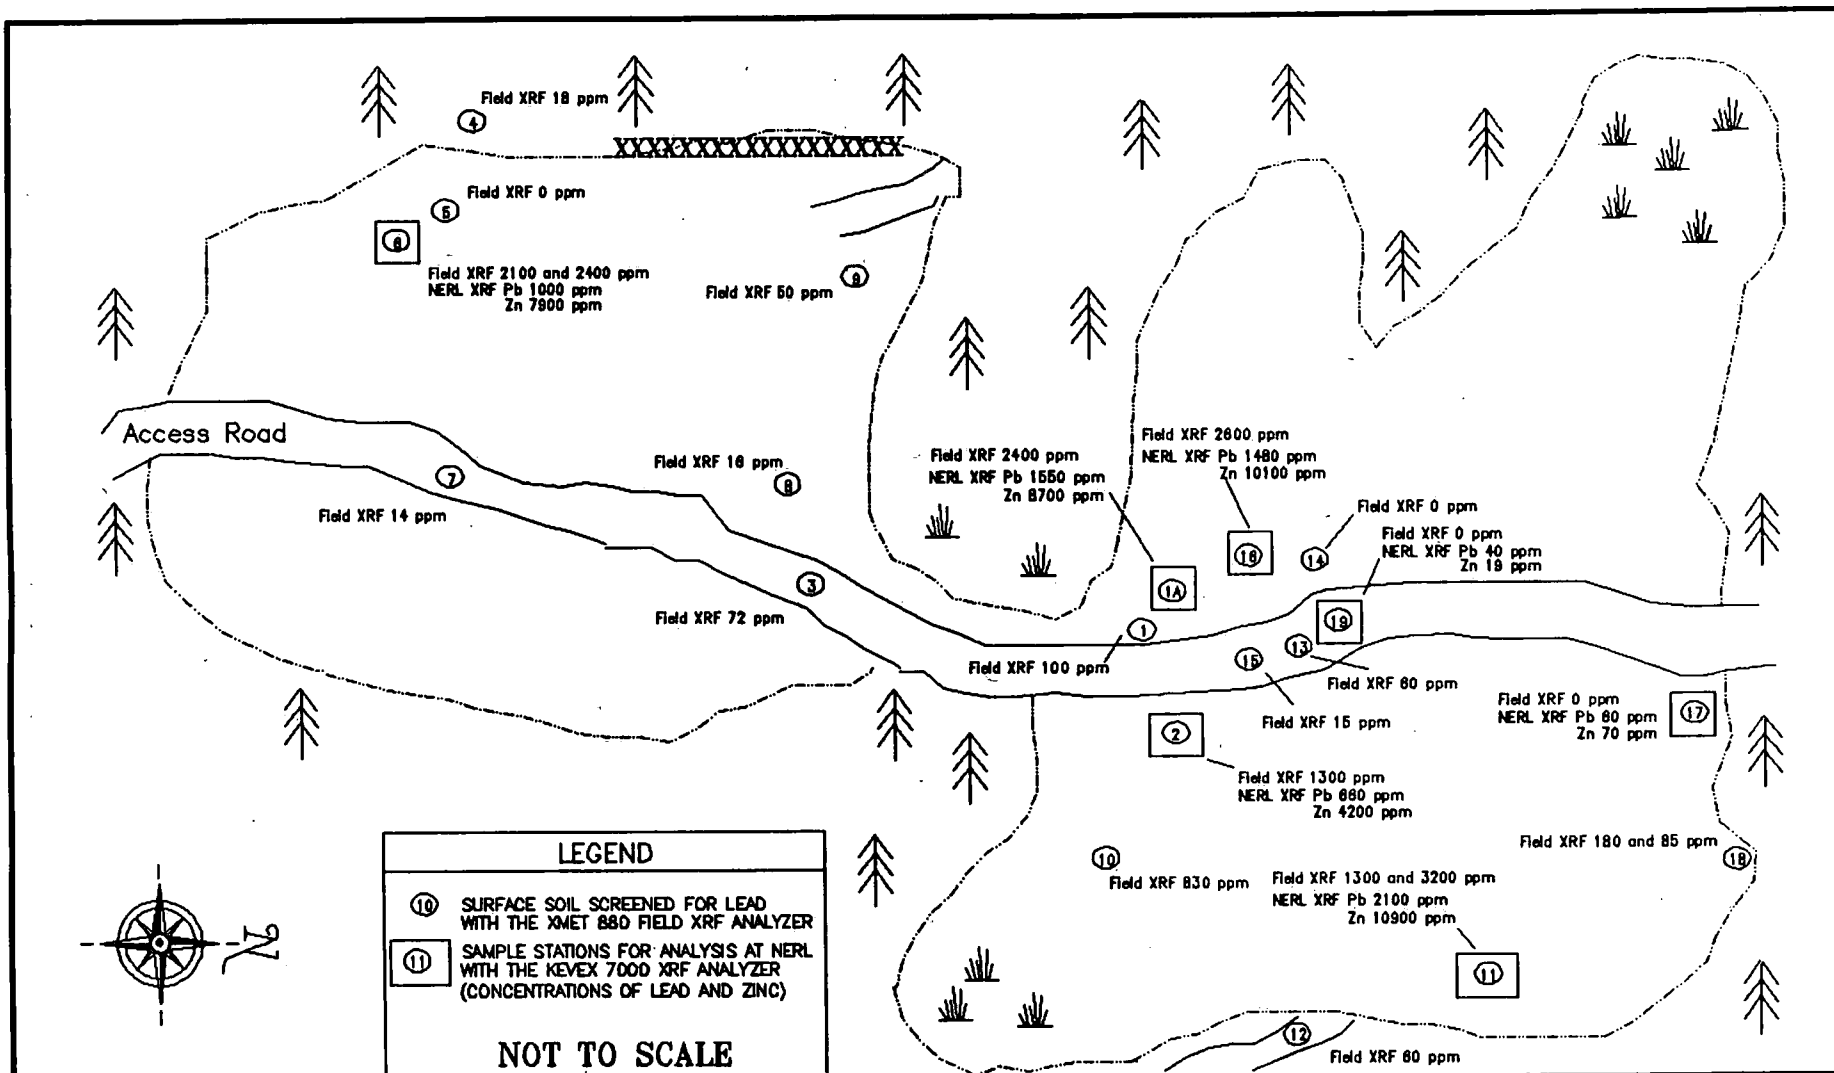 Field XRF 18 ppm
4
XXXXXXXXXXXXXXXXXX
Field XRF 0 ppm
5
6
Field XRF 2100 and 2400 ppm
NERL XRF Pb 1000 ppm
Zn 7900 ppm
9
Field XRF 50 ppm
Access Road
7
Field XRF 14 ppm
Field XRF 16 ppm
8
3
Field XRF 72 ppm
Field XRF 2400 ppm
NERL XRF Pb 1550 ppm
Zn 8700 ppm
1A
Field XRF 2600 ppm
NERL XRF Pb 1480 ppm
Zn 10100 ppm
16
Field XRF 0 ppm
14
Field XRF 0 ppm
NERL XRF Pb 40 ppm
Zn 19 ppm
19
1
Field XRF 100 ppm
15
13
Field XRF 60 ppm
Field XRF 15 ppm
Field XRF 0 ppm
NERL XRF Pb 60 ppm
Zn 70 ppm
17
2
Field XRF 1300 ppm
NERL XRF Pb 660 ppm
Zn 4200 ppm
Field XRF 180 and 85 ppm
18
10
Field XRF 830 ppm
Field XRF 1300 and 3200 ppm
NERL XRF Pb 2100 ppm
Zn 10900 ppm
11
12
Field XRF 60 ppm
N
LEGEND
10 SURFACE SOIL SCREENED FOR LEAD
WITH THE XMET 880 FIELD XRF ANALYZER
11 SAMPLE STATIONS FOR ANALYSIS AT NERL
WITH THE KEVEX 7000 XRF ANALYZER
(CONCENTRATIONS OF LEAD AND ZINC)
NOT TO SCALE